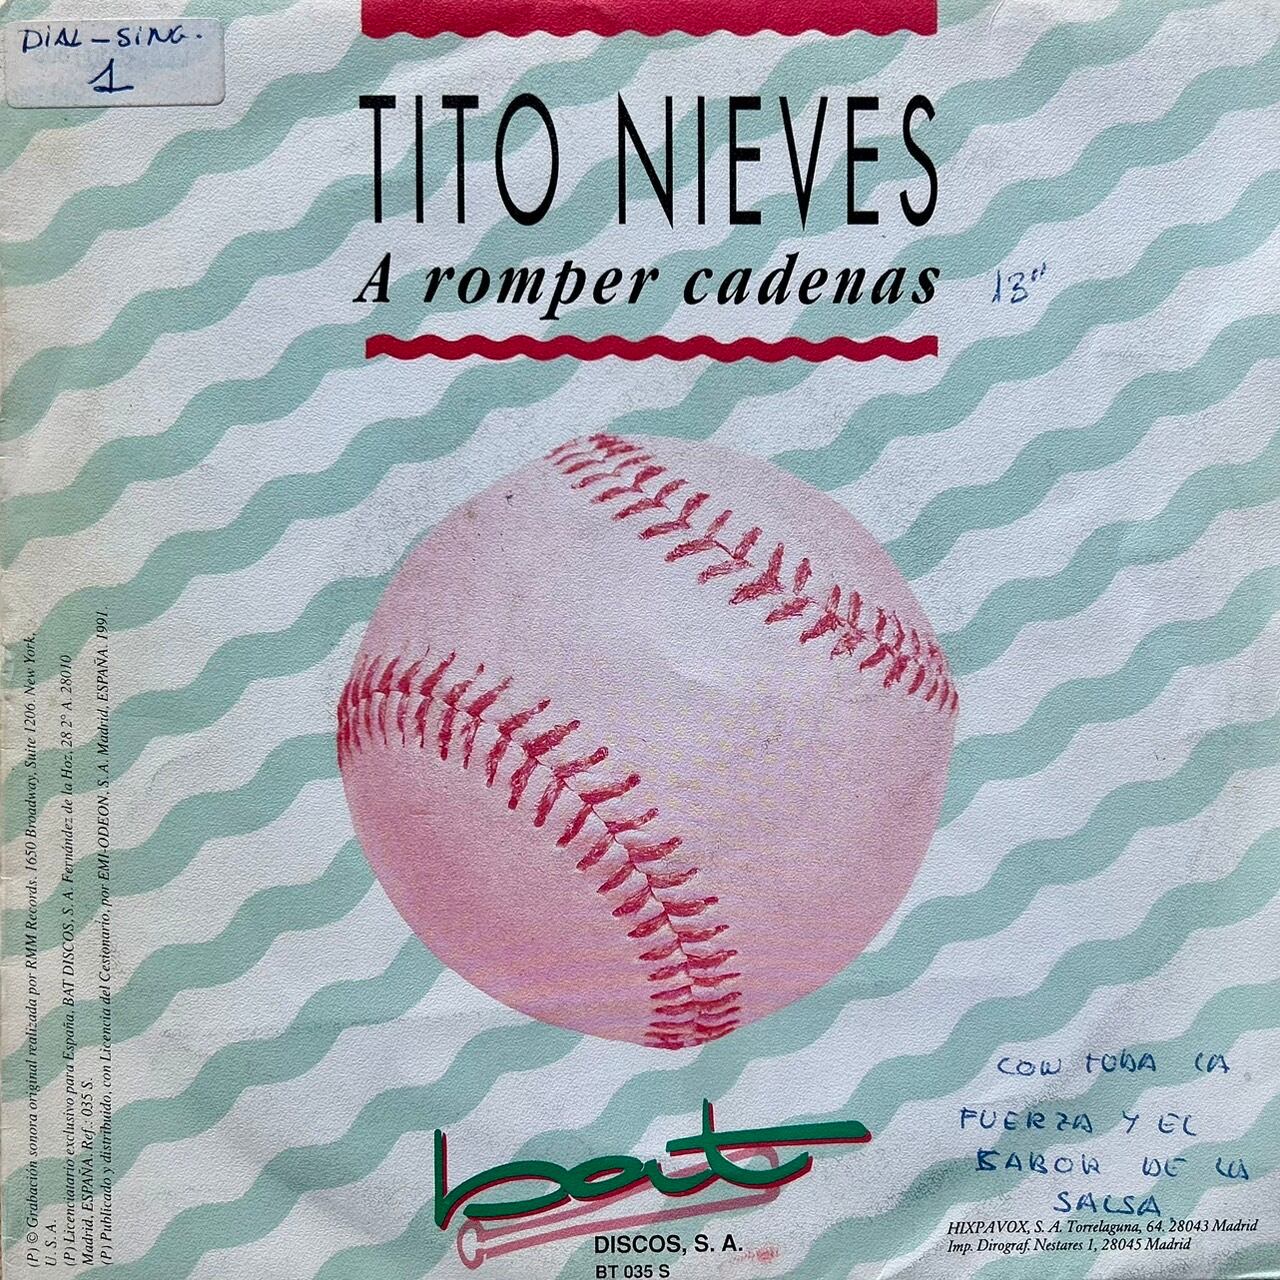 DIAL - SING.
1
TITO NIEVES
A romper cadenas
13"
(P) © Grabación sonora original realizada por RMM Records. 1650 Broadway, Suite 1206. New York,
U.S.A.
(P) Licenciatario exclusivo para España. BAT DISCOS, S.A. Fernández de la Hoz, 28 2º A. 28010
Madrid, ESPAÑA. Ref.: 035 S.
(P) Publicado y distribuido, con Licencia del Cesionario, por EMI-ODEON, S.A. Madrid, ESPAÑA. 1991
bat
DISCOS, S. A.
BT 035 S
CON TODA LA
FUERZA Y EL
SABOR DE LA
SALSA
HIXPAVOX, S. A. Torrelaguna, 64. 28043 Madrid
Imp. Dirograf. Nestares 1, 28045 Madrid